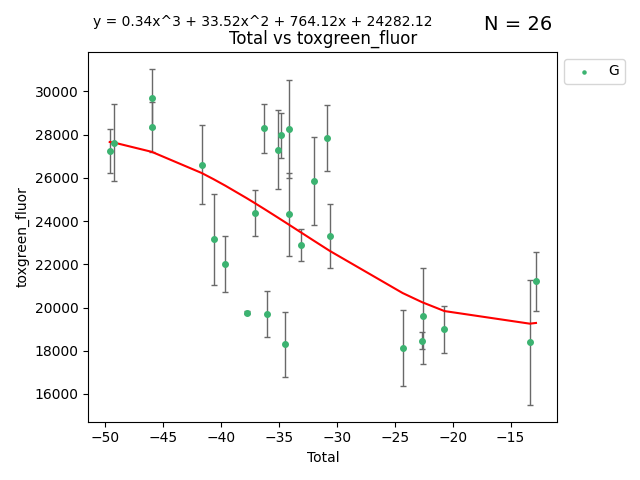 y = 0.34x^3 + 33.52x^2 + 764.12x + 24282.12
N = 26
Total vs toxgreen_fluor
G
30000
28000
26000
24000
22000
20000
18000
16000
toxgreen_fluor
−50
−45
−40
−35
−30
−25
−20
−15
Total